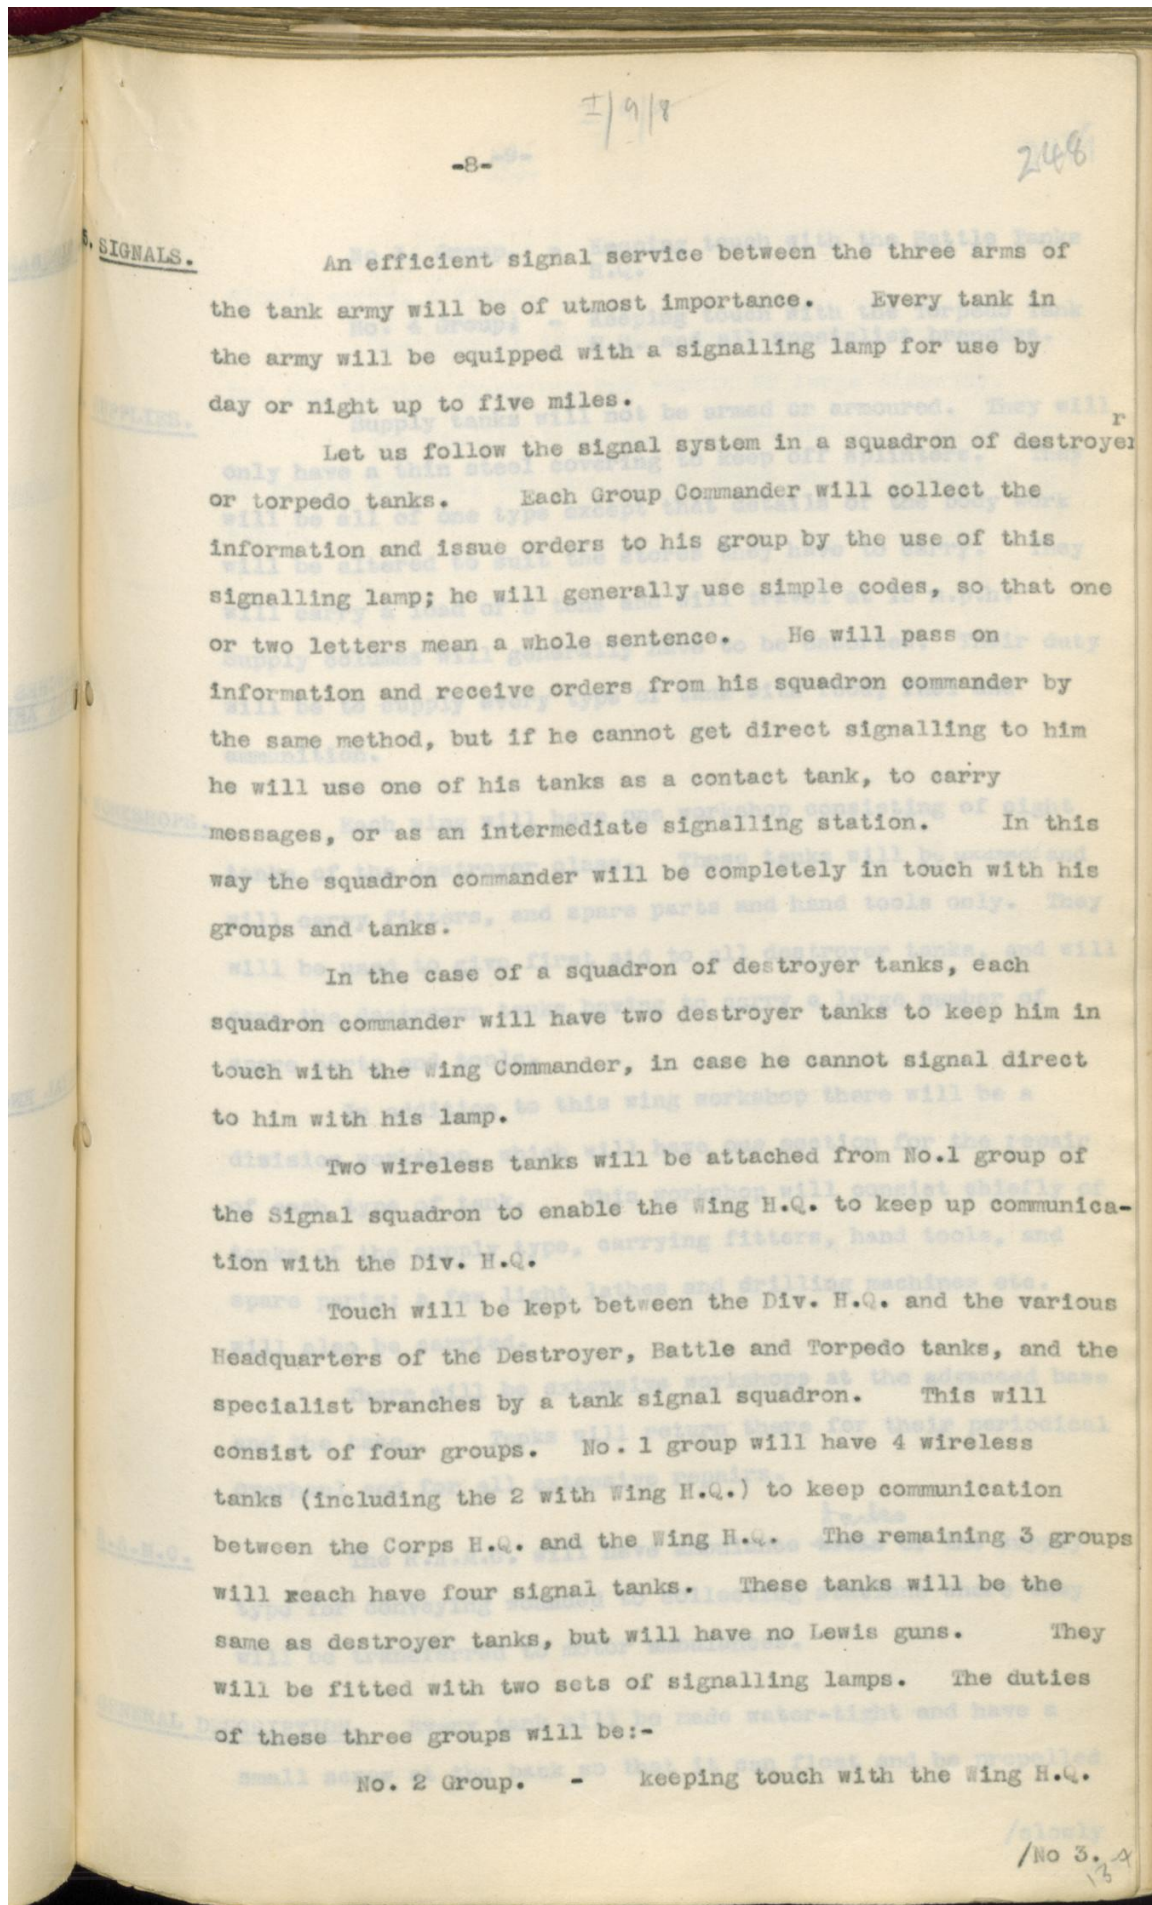 I/9/8
-8-
248
5. SIGNALS.
An efficient signal service between the three arms of
the tank army will be of utmost importance. Every tank in
the army will be equipped with a signalling lamp for use by
day or night up to five miles.
Let us follow the signal system in a squadron of destroyer
or torpedo tanks. Each Group Commander will collect the
information and issue orders to his group by the use of this
signalling lamp; he will generally use simple codes, so that one
or two letters mean a whole sentence. He will pass on
information and receive orders from his squadron commander by
the same method, but if he cannot get direct signalling to him
he will use one of his tanks as a contact tank, to carry
messages, or as an intermediate signalling station. In this
way the squadron commander will be completely in touch with his
groups and tanks.
In the case of a squadron of destroyer tanks, each
squadron commander will have two destroyer tanks to keep him in
touch with the Wing Commander, in case he cannot signal direct
to him with his lamp.
Two wireless tanks will be attached from No.1 group of
the Signal squadron to enable the Wing H.Q. to keep up communica-
tion with the Div. H.Q.
Touch will be kept between the Div. H.Q. and the various
Headquarters of the Destroyer, Battle and Torpedo tanks, and the
specialist branches by a tank signal squadron. This will
consist of four groups. No. 1 group will have 4 wireless
tanks (including the 2 with Wing H.Q.) to keep communication
between the Corps H.Q. and the Wing H.Q. The remaining 3 groups
will reach have four signal tanks. These tanks will be the
same as destroyer tanks, but will have no Lewis guns. They
will be fitted with two sets of signalling lamps. The duties
of these three groups will be:-
No. 2 Group. - keeping touch with the Wing H.Q.
/No 3.